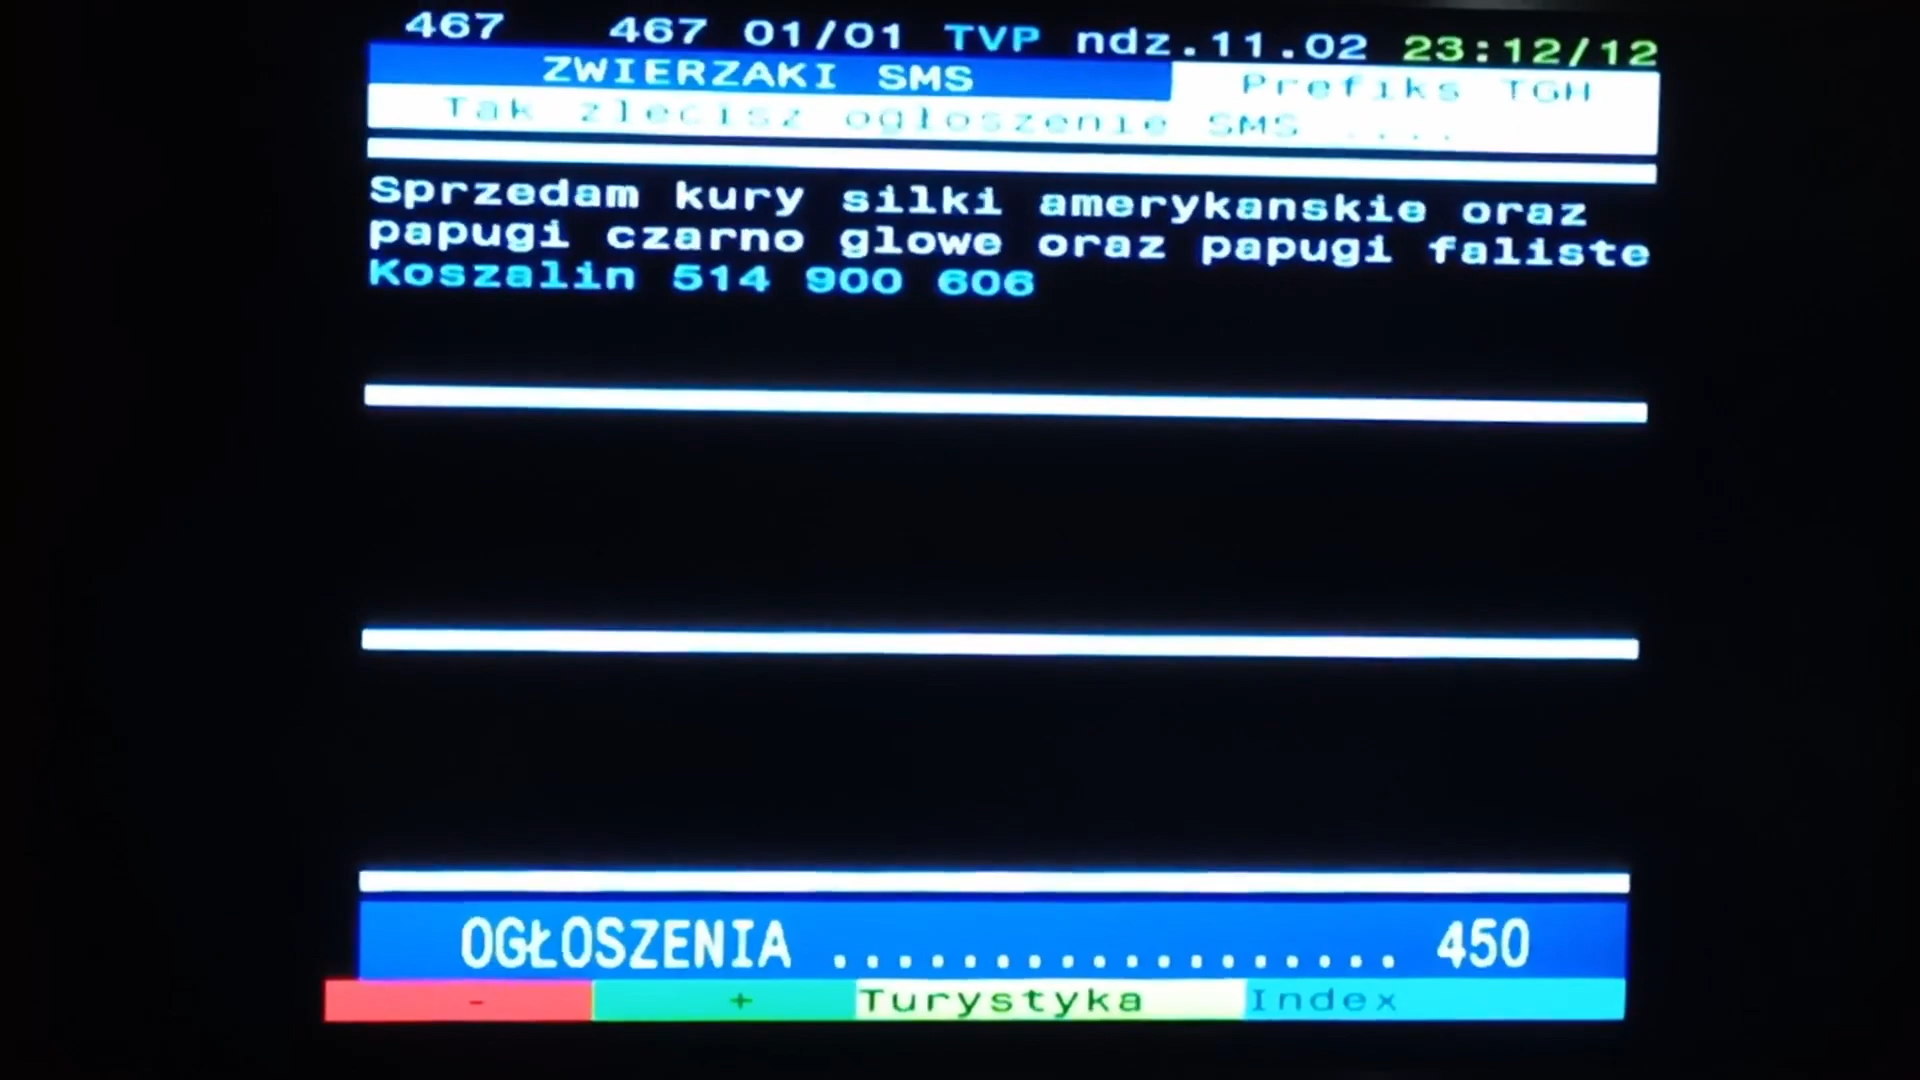 467 467 01/01 TVP ndz.11.02 23:12/12
ZWIERZAKI SMS Prefiks TGH
Tak zlecisz ogłoszenie SMS ....
Sprzedam kury silki amerykanskie oraz
papugi czarno glowe oraz papugi faliste
Koszalin 514 900 606
OGŁOSZENIA .................. 450
- + Turystyka Index